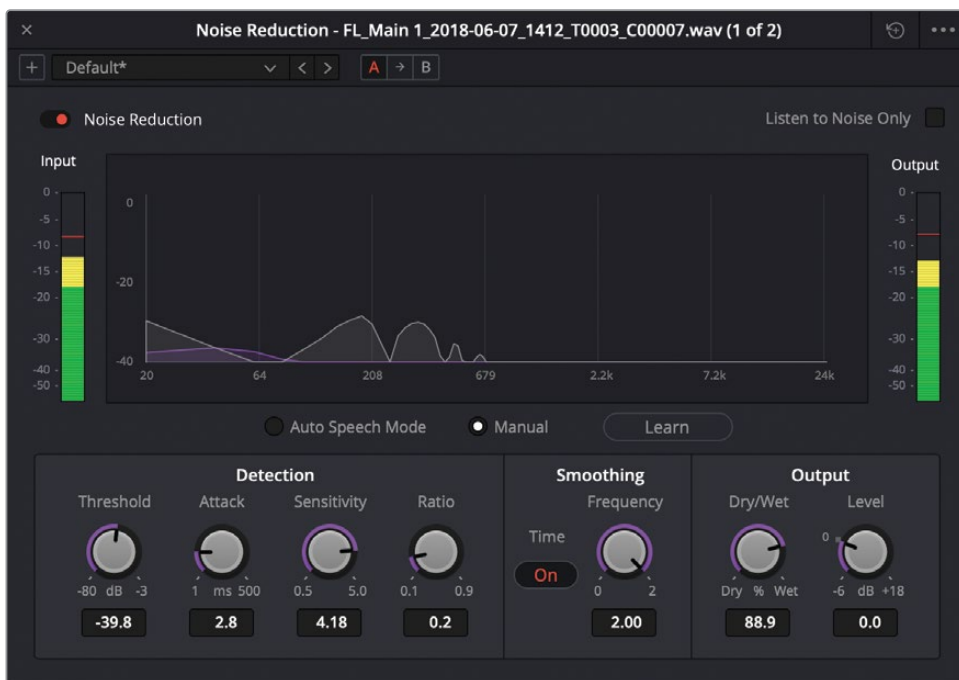 Noise Reduction - FL_Main 1_2018-06-07_1412_T0003_C00007.wav (1 of 2)
Default*
A → B
Noise Reduction
Listen to Noise Only
Input
Output
0 -
-5 -
-10 -
-15 -
-20 -
-30 -
-40 -
-50 -
0
-20
-40
20 64 208 679 2.2k 7.2k 24k
0 -
-5 -
-10 -
-15 -
-20 -
-30 -
-40 -
-50 -
Auto Speech Mode Manual Learn
Detection
Threshold Attack Sensitivity Ratio
-80 dB -3 1 ms 500 0.5 5.0 0.1 0.9
-39.8 2.8 4.18 0.2
Smoothing
Frequency
Time
On
0 2
2.00
Output
Dry/Wet Level
0
Dry % Wet -6 dB +18
88.9 0.0